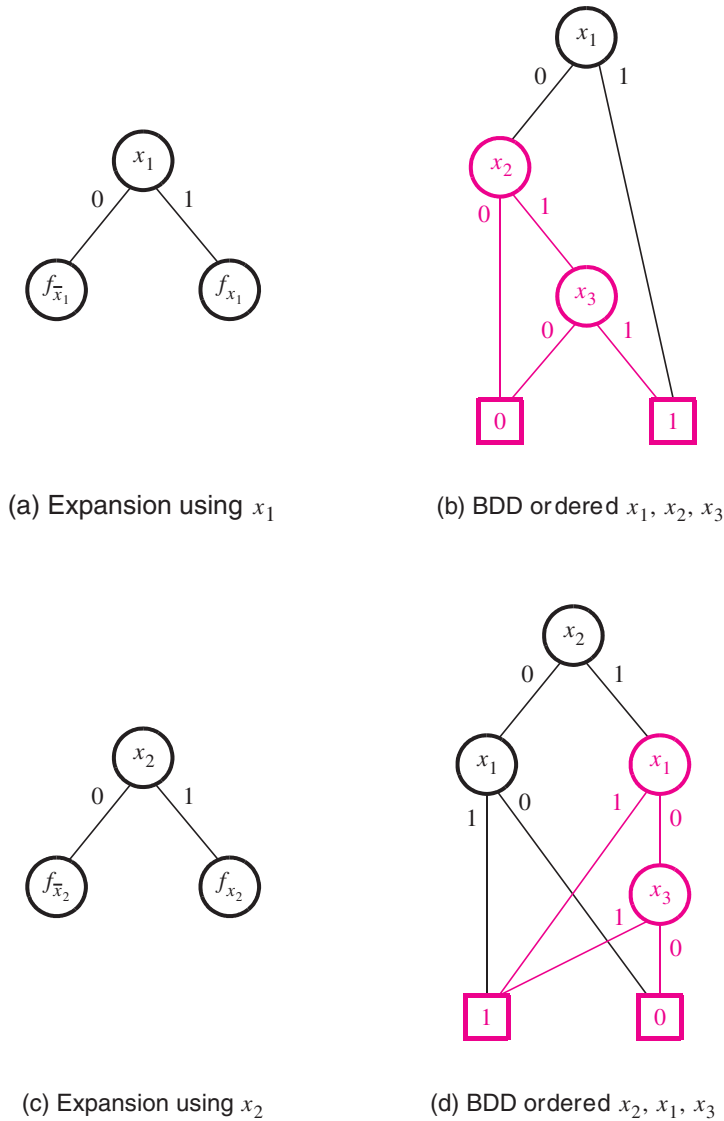 x₁
0 1
f_x̅₁ f_x₁
(a) Expansion using x₁
x₁
0 1
x₂
0 1
x₃
0 1
0 1
(b) BDD ordered x₁, x₂, x₃
x₂
0 1
f_x̅₂ f_x₂
(c) Expansion using x₂
x₂
0 1
x₁ x₁
1 0 1 0
x₃
1 0
1 0
(d) BDD ordered x₂, x₁, x₃